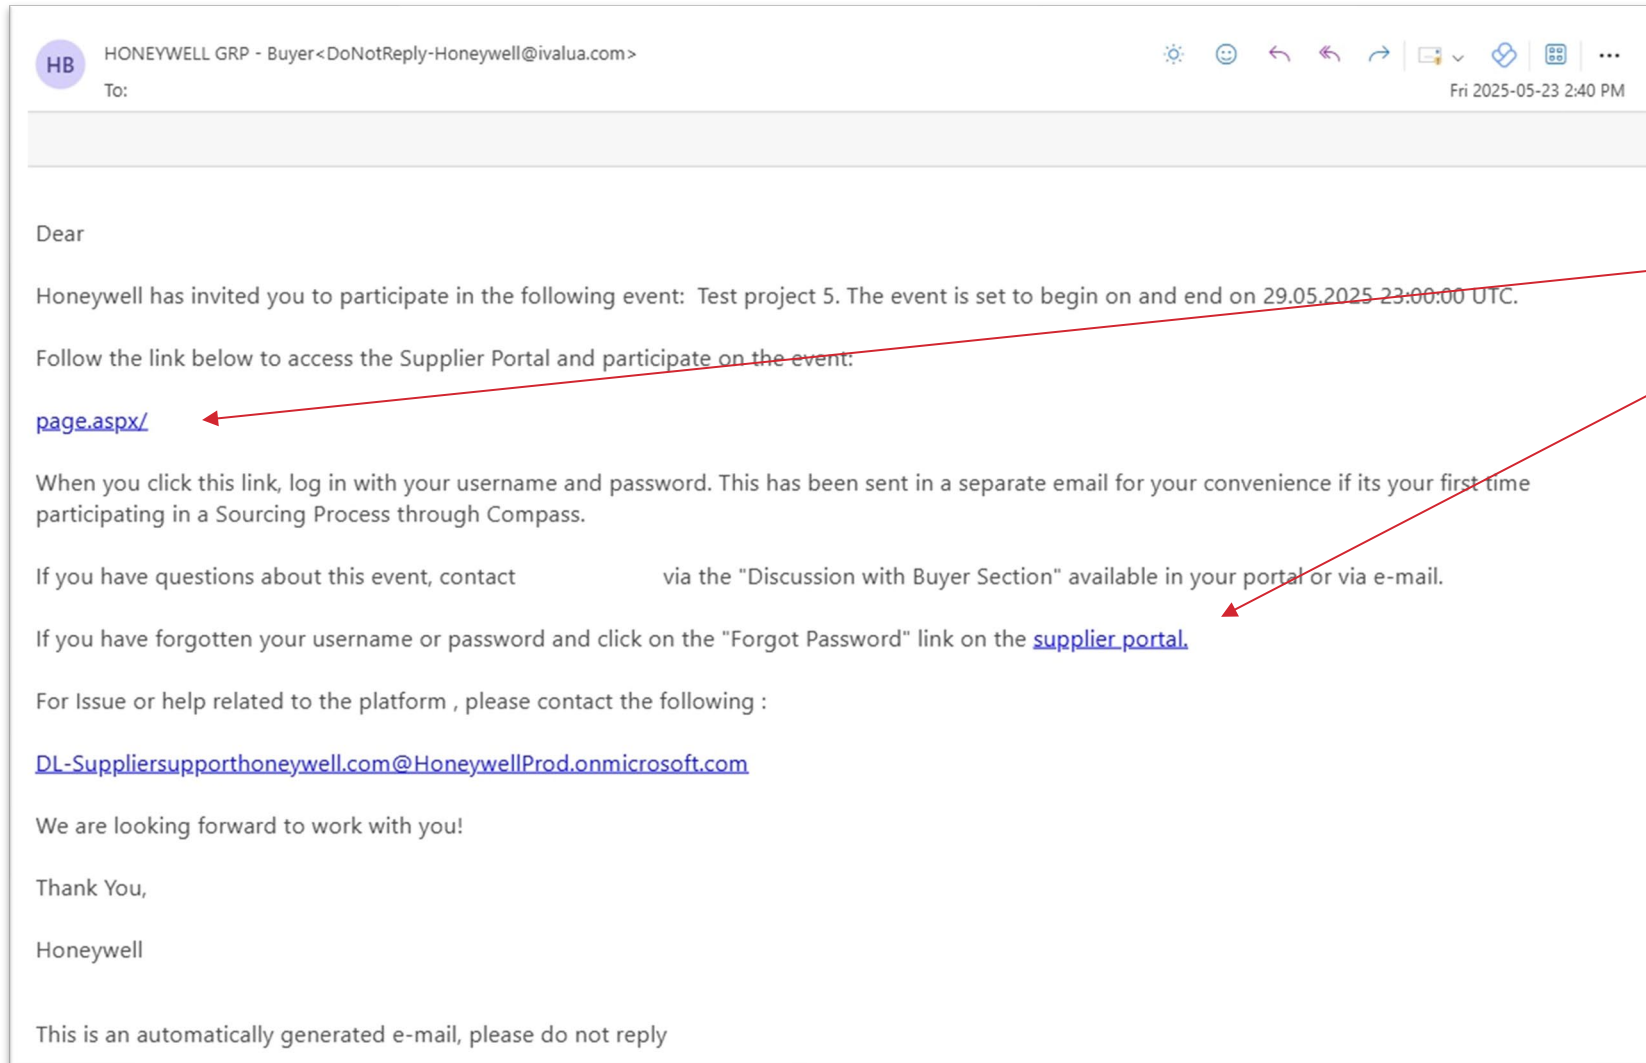 HB
HONEYWELL GRP - Buyer<DoNotReply-Honeywell@ivalua.com>
To:
Fri 2025-05-23 2:40 PM
Dear
Honeywell has invited you to participate in the following event:  Test project 5. The event is set to begin on and end on 29.05.2025 23:00:00 UTC.
Follow the link below to access the Supplier Portal and participate on the event:
page.aspx/
When you click this link, log in with your username and password. This has been sent in a separate email for your convenience if its your first time
participating in a Sourcing Process through Compass.
If you have questions about this event, contact via the "Discussion with Buyer Section" available in your portal or via e-mail.
If you have forgotten your username or password and click on the "Forgot Password" link on the supplier portal.
For Issue or help related to the platform , please contact the following :
DL-Suppliersupporthoneywell.com@HoneywellProd.onmicrosoft.com
We are looking forward to work with you!
Thank You,
Honeywell
This is an automatically generated e-mail, please do not reply